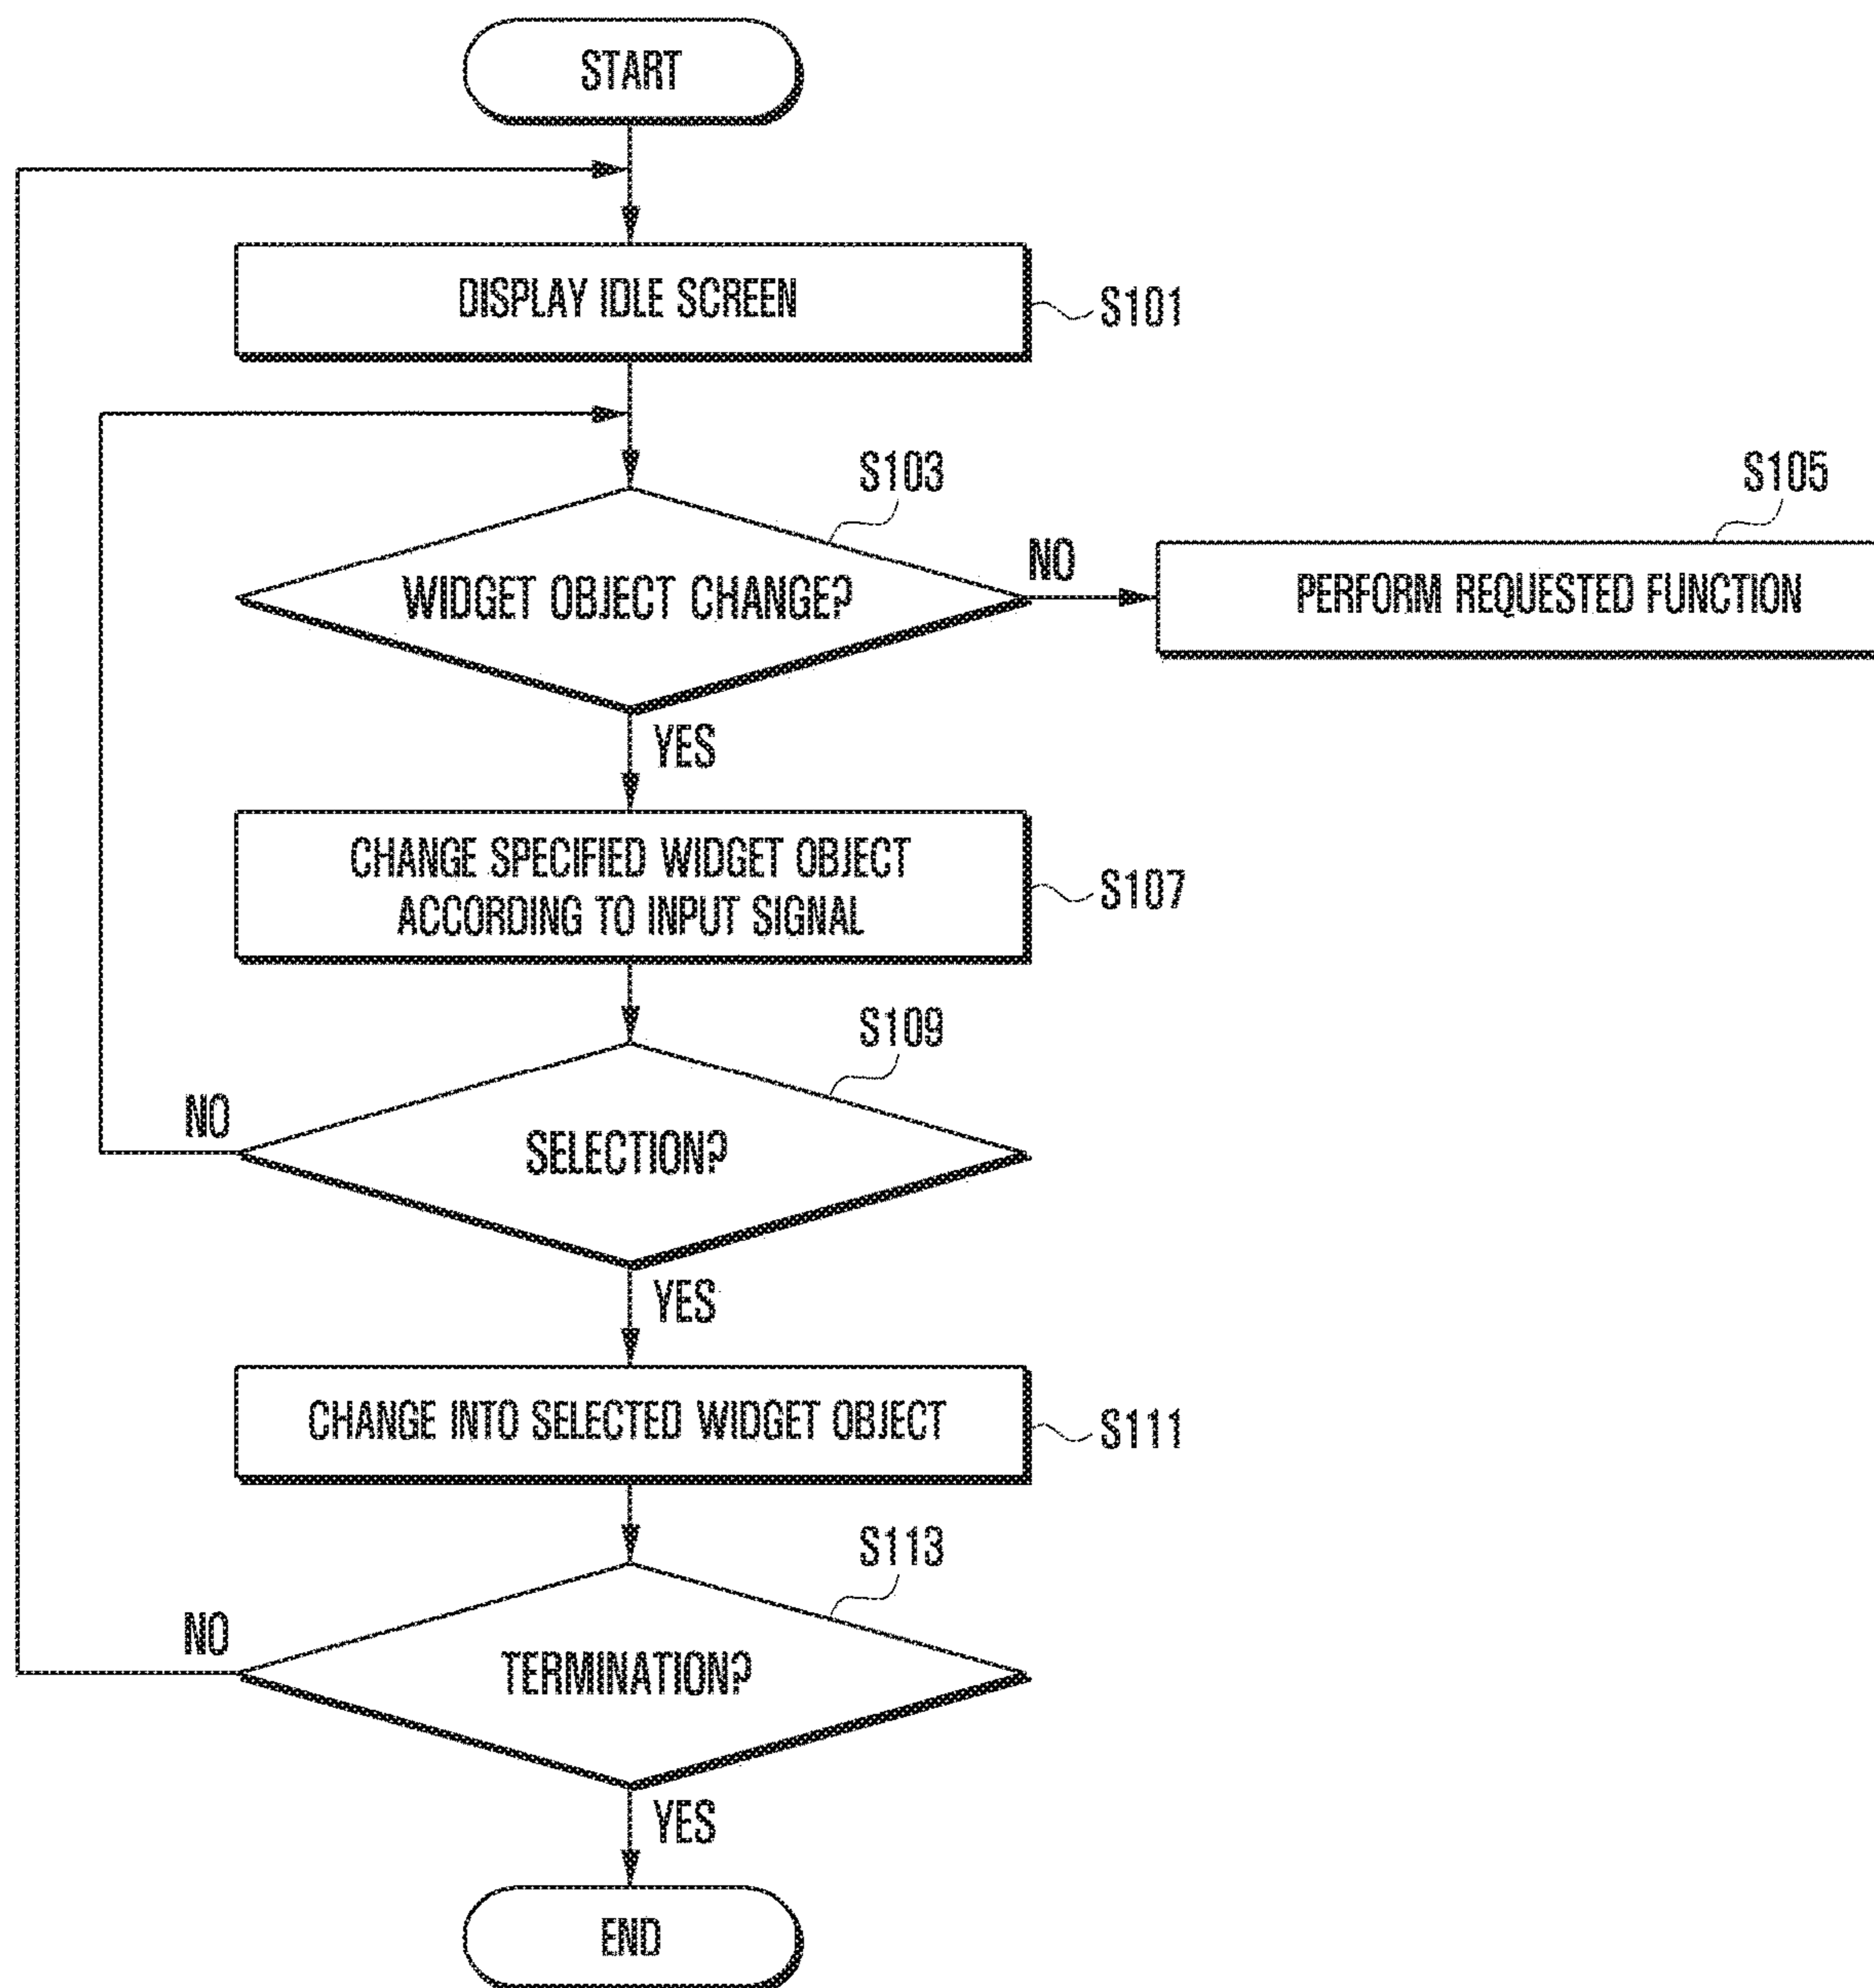 START
DISPLAY IDLE SCREEN
S101
S103
S105
WIDGET OBJECT CHANGE?
NO
PERFORM REQUESTED FUNCTION
YES
CHANGE SPECIFIED WIDGET OBJECT
ACCORDING TO INPUT SIGNAL
S107
S109
NO
SELECTION?
YES
CHANGE INTO SELECTED WIDGET OBJECT
S111
S113
NO
TERMINATION?
YES
END